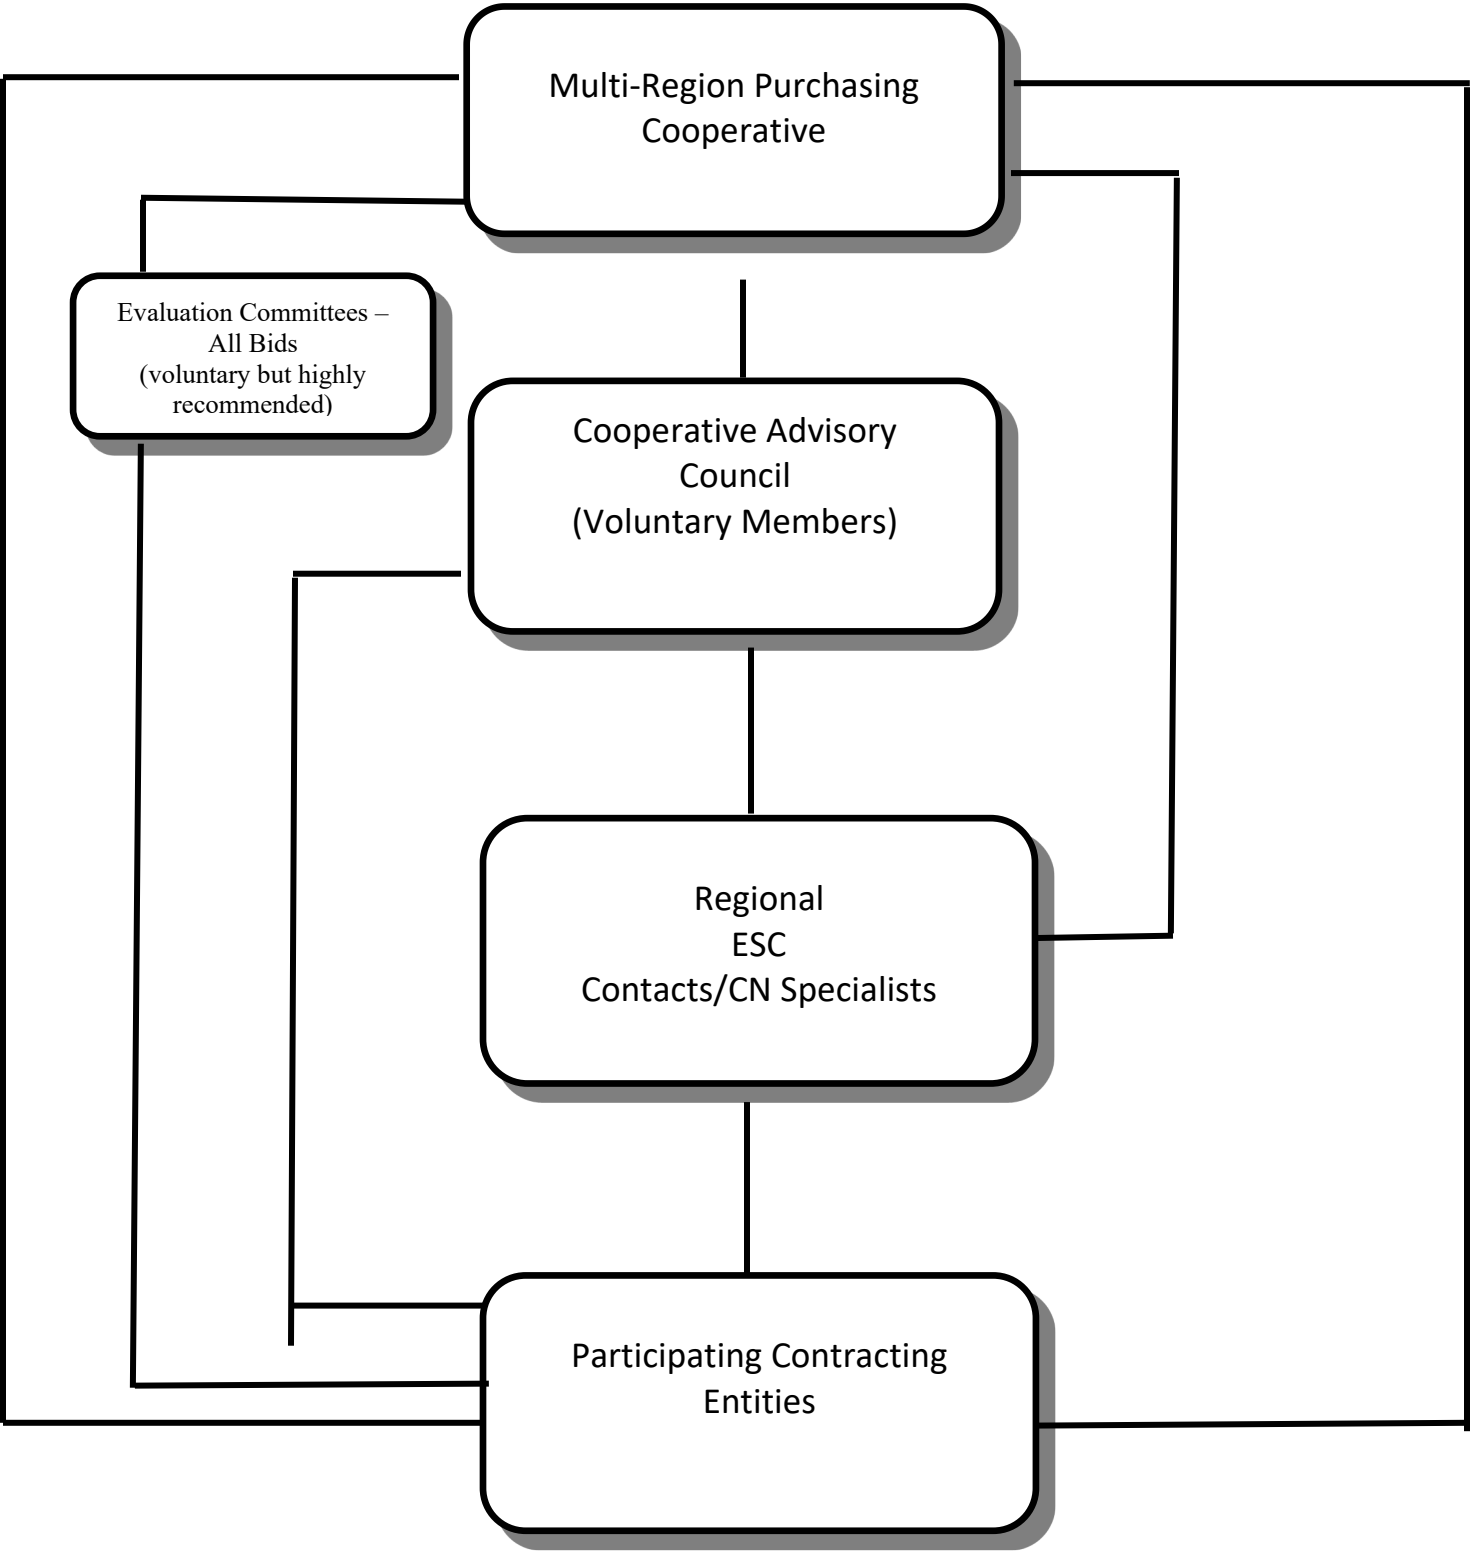 Multi-Region Purchasing
Cooperative
Evaluation Committees –
All Bids
(voluntary but highly
recommended)
Cooperative Advisory
Council
(Voluntary Members)
Regional
ESC
Contacts/CN Specialists
Participating Contracting
Entities